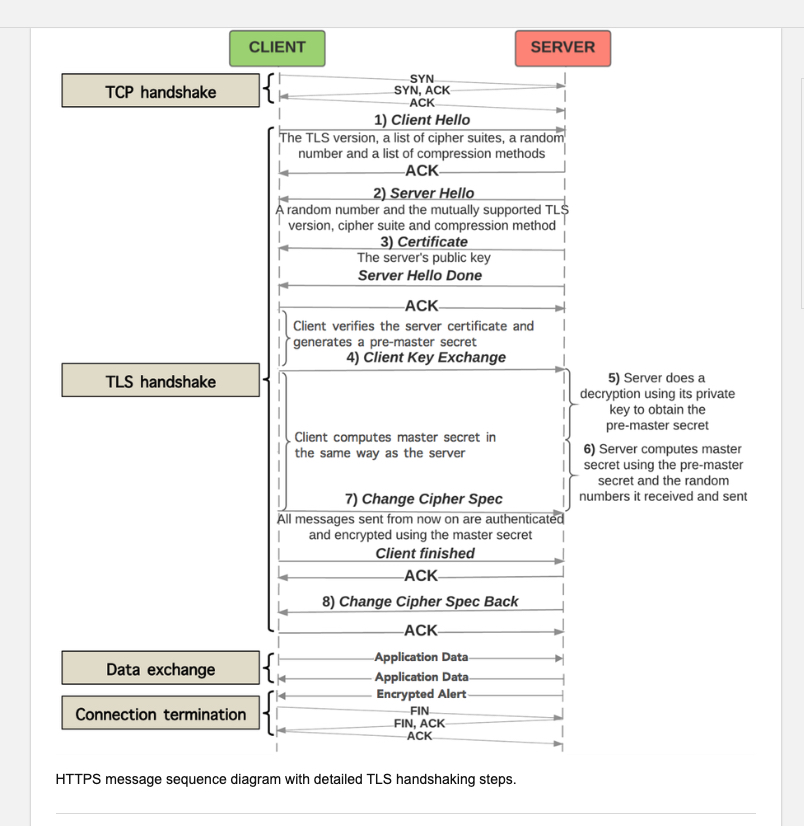 CLIENT
SERVER
TCP handshake
SYN
SYN, ACK
ACK
1) Client Hello
The TLS version, a list of cipher suites, a random
number and a list of compression methods
ACK
2) Server Hello
A random number and the mutually supported TLS
version, cipher suite and compression method
3) Certificate
The server's public key
Server Hello Done
ACK
Client verifies the server certificate and
generates a pre-master secret
4) Client Key Exchange
TLS handshake
5) Server does a
decryption using its private
key to obtain the
pre-master secret
Client computes master secret in
the same way as the server
6) Server computes master
secret using the pre-master
secret and the random
numbers it received and sent
7) Change Cipher Spec
All messages sent from now on are authenticated
and encrypted using the master secret
Client finished
ACK
8) Change Cipher Spec Back
ACK
Data exchange
Application Data
Application Data
Encrypted Alert
Connection termination
FIN
FIN, ACK
ACK
HTTPS message sequence diagram with detailed TLS handshaking steps.